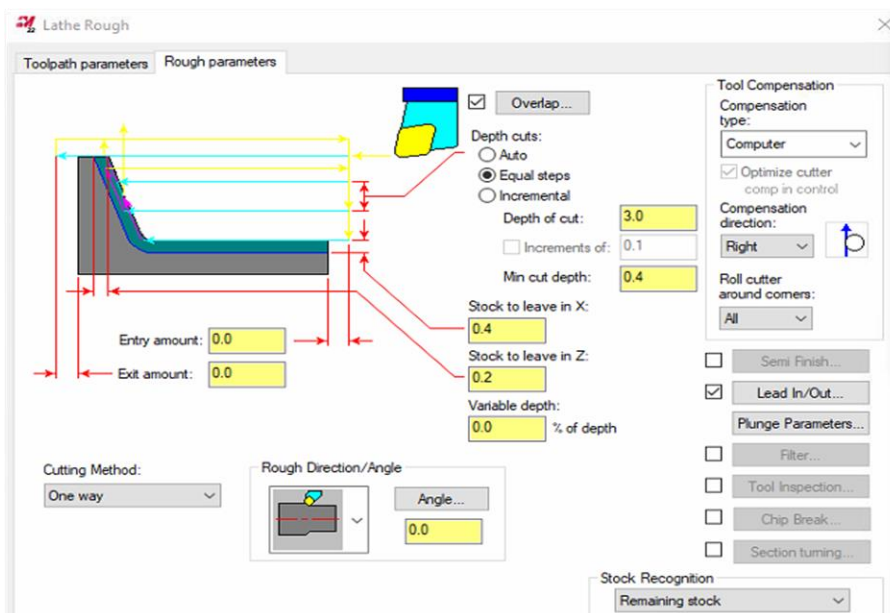 Lathe Rough
Toolpath parameters Rough parameters
Overlap...
Depth cuts:
Auto
Equal steps
Incremental
Depth of cut: 3.0
Increments of: 0.1
Min cut depth: 0.4
Stock to leave in X:
0.4
Stock to leave in Z:
0.2
Variable depth:
0.0 % of depth
Entry amount: 0.0
Exit amount: 0.0
Cutting Method:
One way
Rough Direction/Angle
Angle...
0.0
Tool Compensation
Compensation
type:
Computer
Optimize cutter
comp in control
Compensation
direction:
Right
Roll cutter
around corners:
All
Semi Finish...
Lead In/Out...
Plunge Parameters...
Filter...
Tool Inspection...
Chip Break...
Section turning...
Stock Recognition
Remaining stock